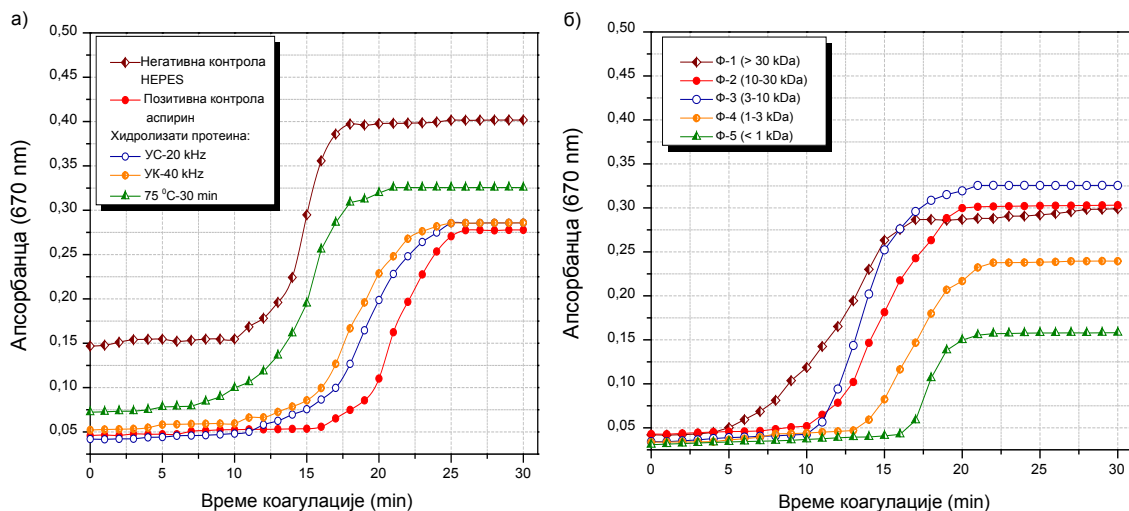 а)
0,50
0,45
0,40
0,35
0,30
0,25
0,20
0,15
0,10
0,05
0
5
10
15
20
25
30
Апсорбанца (670 nm)
Време коагулације (min)
Негативна контрола
HEPES
Позитивна контрола
аспирин
Хидролизати протеина:
УС-20 kHz
УК-40 kHz
75 ⁰C-30 min
б)
0,50
0,45
0,40
0,35
0,30
0,25
0,20
0,15
0,10
0,05
0
5
10
15
20
25
30
Апсорбанца (670 nm)
Време коагулације (min)
Ф-1 (> 30 kDa)
Ф-2 (10-30 kDa)
Ф-3 (3-10 kDa)
Ф-4 (1-3 kDa)
Ф-5 (< 1 kDa)